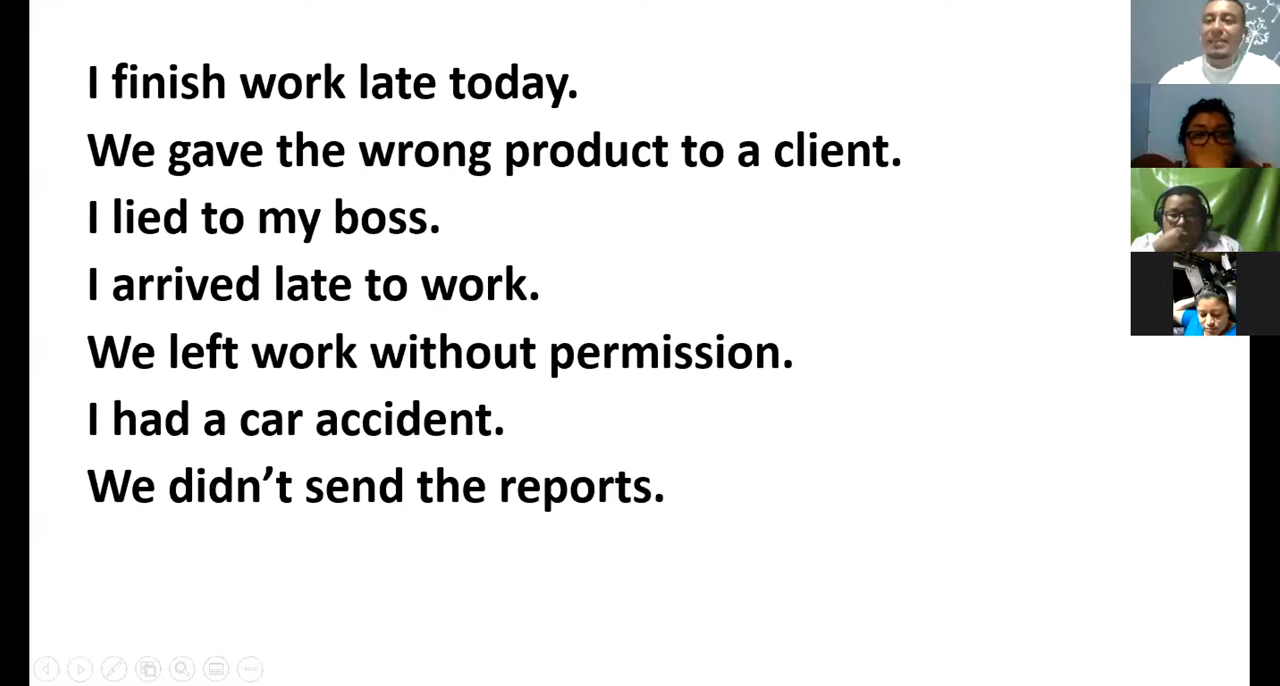 I finish work late today.
We gave the wrong product to a client.
I lied to my boss.
I arrived late to work.
We left work without permission.
I had a car accident.
We didn’t send the reports.